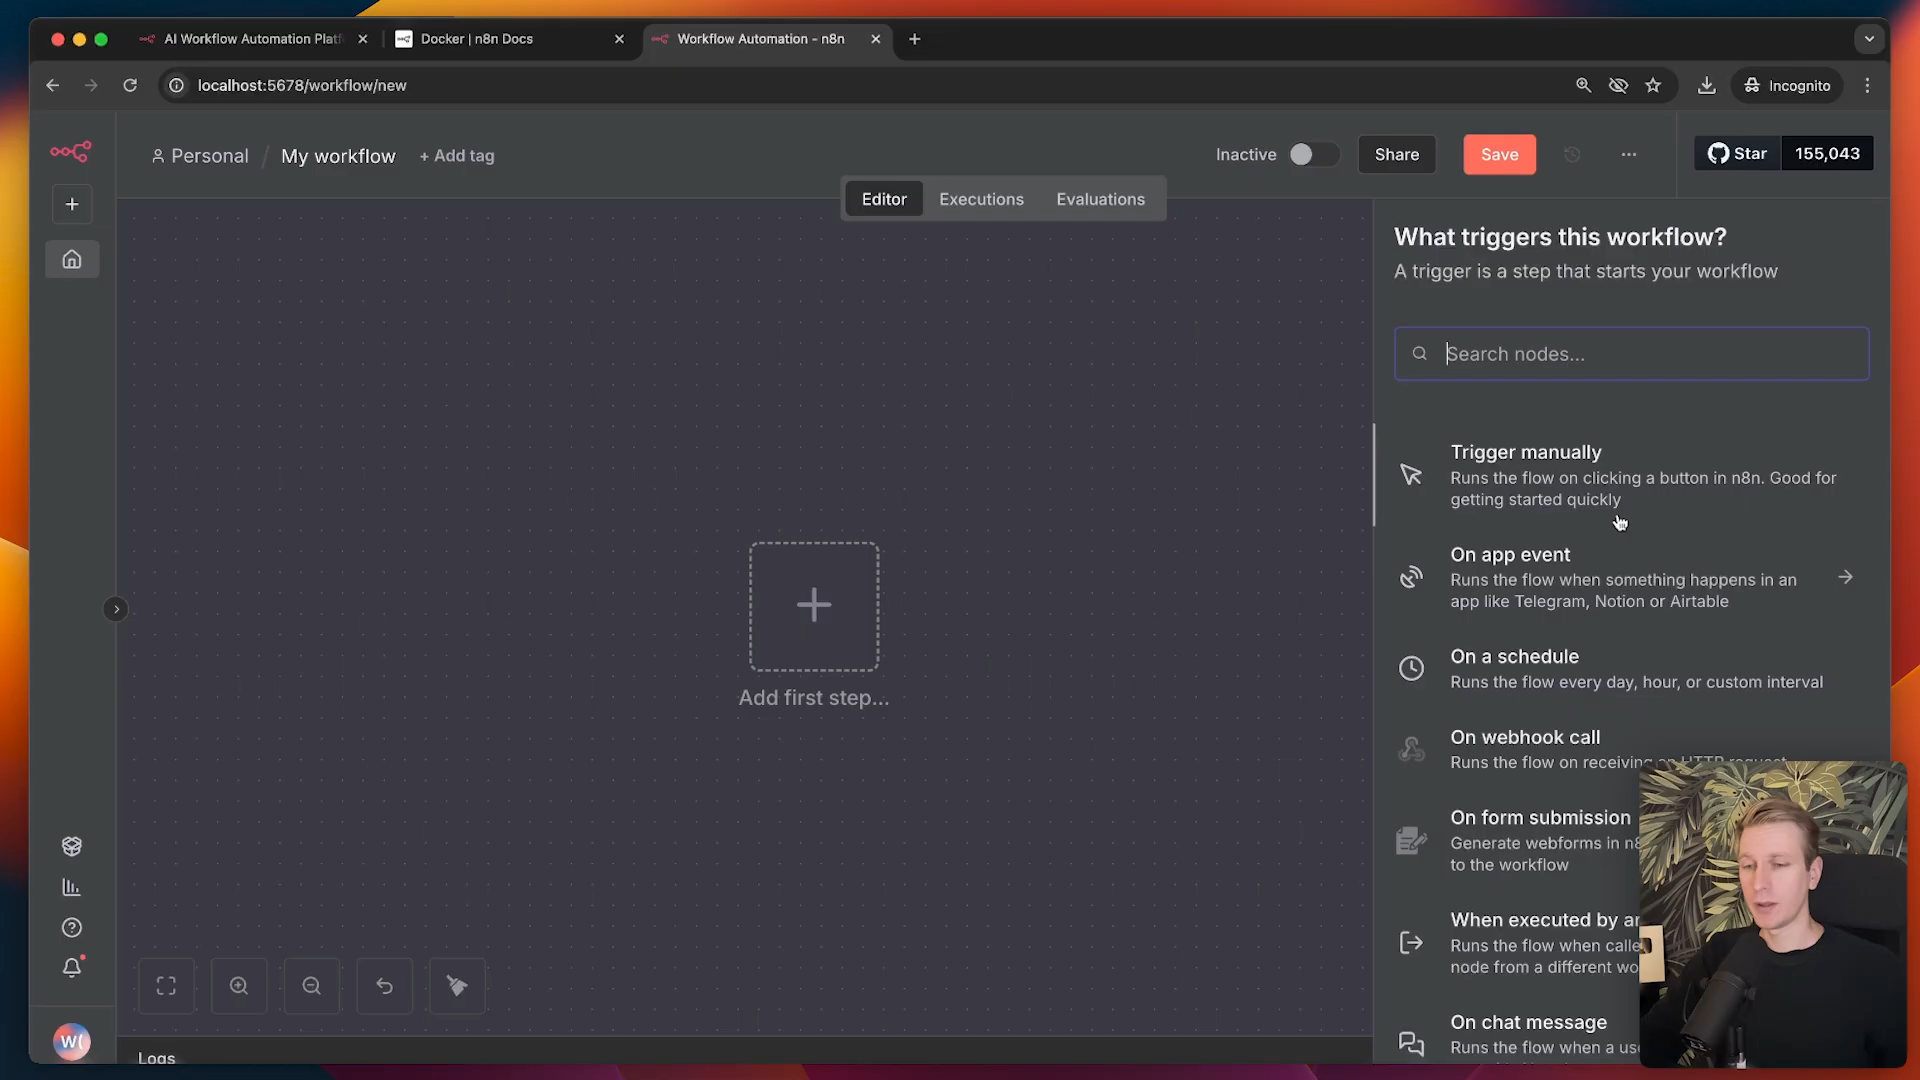 AI Workflow Automation Platf
Docker | n8n Docs
Workflow Automation - n8n
localhost:5678/workflow/new
Incognito
Personal / My workflow + Add tag
Inactive
Share
Save
Star 155,043
Editor Executions Evaluations
What triggers this workflow?
A trigger is a step that starts your workflow
Search nodes...
Trigger manually
Runs the flow on clicking a button in n8n. Good for
getting started quickly
On app event
Runs the flow when something happens in an
app like Telegram, Notion or Airtable
On a schedule
Runs the flow every day, hour, or custom interval
On webhook call
Runs the flow on receiving an HTTP request
On form submission
Generate webforms in n8
to the workflow
When executed by an
Runs the flow when calle
node from a different wo
On chat message
Runs the flow when a use
Add first step...
W(
Logs